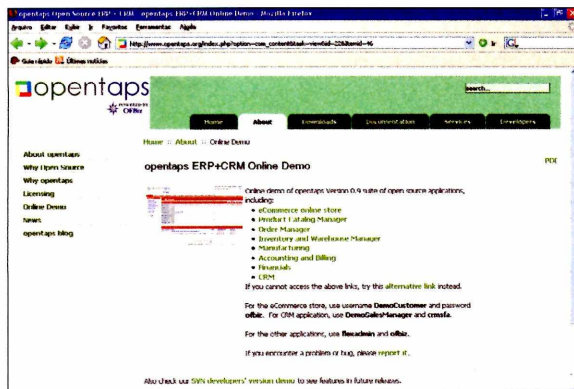 opentaps Open Source ERP + CRM - opentaps ERP+CRM Online Demo - Mozilla Firefox
Arquivo Editar Exibir Ir Favoritos Ferramentas Ajuda
Guia rápido Últimas notícias
opentaps
POWERED BY
OFBiz
search...
Home About Downloads Documentation Services Developers
Home :: About :: Online Demo
About opentaps
Why Open Source
Why opentaps
Licensing
Online Demo
News
opentaps blog
opentaps ERP+CRM Online Demo
PDF
Online demo of opentaps Version 0.9 suite of open source applications,
including:
• eCommerce online store
• Product Catalog Manager
• Order Manager
• Inventory and Warehouse Manager
• Manufacturing
• Accounting and Billing
• Financials
• CRM
If you cannot access the above links, try this alternative link instead.
For the eCommerce store, use username DemoCustomer and password
ofbiz. For CRM application, use DemoSalesManager and crmsfa.
For the other applications, use flexadmin and ofbiz.
If you encounter a problem or bug, please report it.
Also check our SVN developers' version demo to see features in future releases.